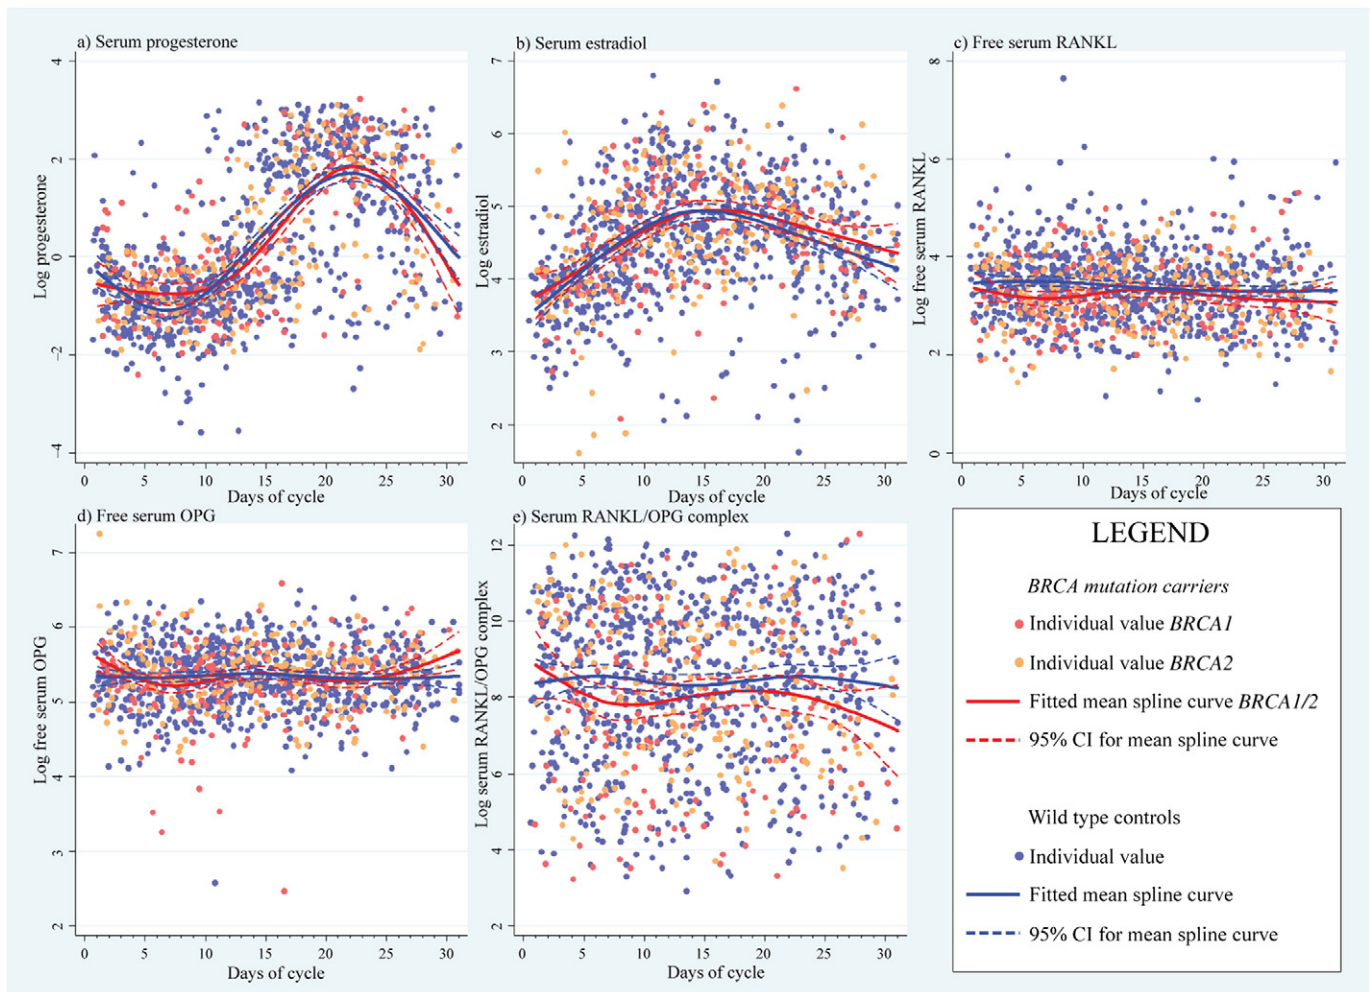 a) Serum progesterone
4
2
0
-2
-4
Log progesterone
0 5 10 15 20 25 30
Days of cycle
b) Serum estradiol
7
6
5
4
3
2
Log estradiol
0 5 10 15 20 25 30
Days of cycle
c) Free serum RANKL
8
6
4
2
0
Log free serum RANKL
0 5 10 15 20 25 30
Days of cycle
d) Free serum OPG
7
6
5
4
3
2
Log free serum OPG
0 5 10 15 20 25 30
Days of cycle
e) Serum RANKL/OPG complex
12
10
8
6
4
2
Log serum RANKL/OPG complex
0 5 10 15 20 25 30
Days of cycle
LEGEND
BRCA mutation carriers
Individual value BRCA1
Individual value BRCA2
Fitted mean spline curve BRCA1/2
95% CI for mean spline curve
Wild type controls
Individual value
Fitted mean spline curve
95% CI for mean spline curve